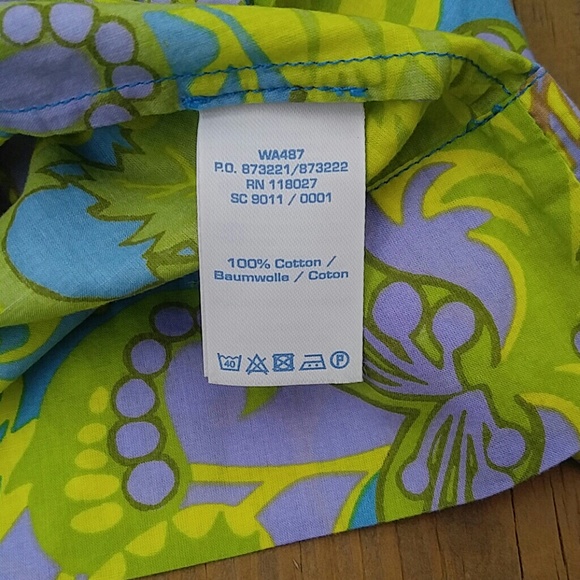 WA487
P.O. 873221/873222
RN 118027
SC 9011 / 0001
100% Cotton /
Baumwolle / Coton
40 P